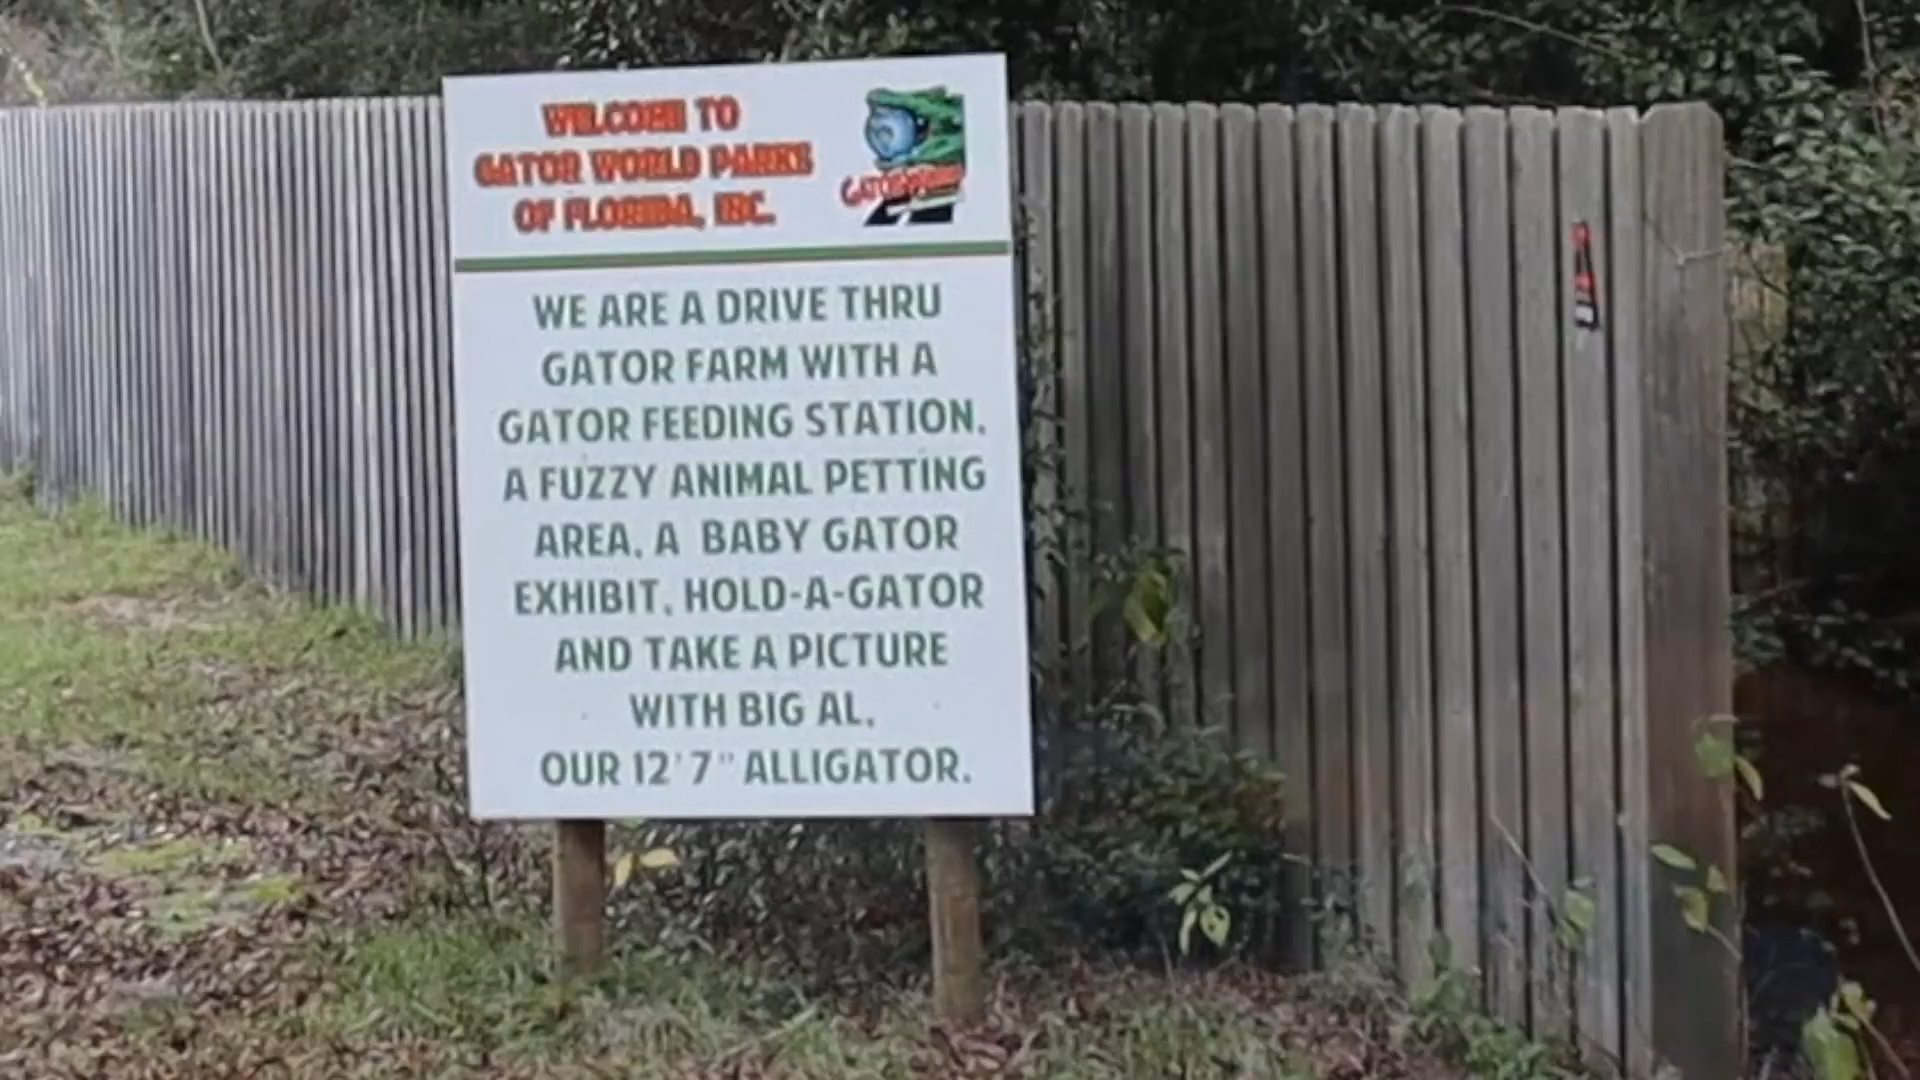 WELCOME TO
GATOR WORLD PARKS
OF FLORIDA, INC.
GATORWORLD
WE ARE A DRIVE THRU
GATOR FARM WITH A
GATOR FEEDING STATION,
A FUZZY ANIMAL PETTING
AREA, A BABY GATOR
EXHIBIT, HOLD-A-GATOR
AND TAKE A PICTURE
WITH BIG AL,
OUR 12'7" ALLIGATOR.